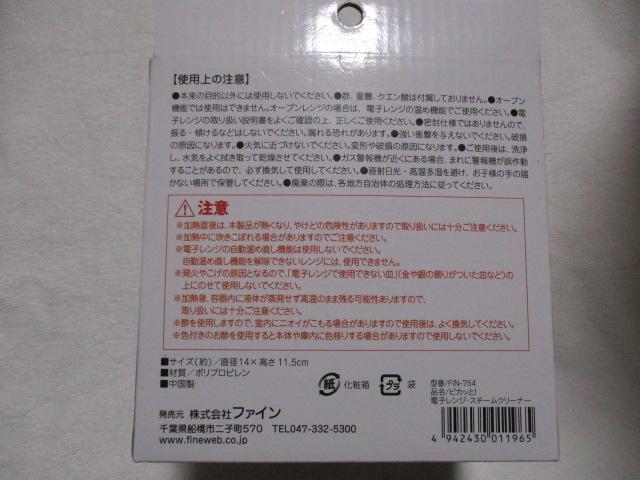 【使用上の注意】
●本来の目的以外には使用しないでください。●酢、重曹、クエン酸は付属しておりません。●オーブン
機能では使用はできません。オーブンレンジの場合は、電子レンジの温め機能でご使用ください。●電
子レンジの取り扱い説明書をよくご確認の上、正しくご使用ください。●密封仕様ではありませんので、
振る・傾けるなどはしないでください。漏れる恐れがあります。●強い衝撃を与えないでください。破損
の原因になります。●火気に近づけないでください。変形や破損の原因になります。●ご使用後は、洗浄
し、水気をよく拭き取って乾燥させてください。●ガス警報機が近くにある場合、まれに警報機が誤作動
することがあるので、必ず換気して使用してください。●直射日光・高温多湿を避け、お子様の手の届
かない場所で保管してください。●廃棄の際は、各地方自治体の処理方法に従ってください。
注意
※加熱直後は、本製品が熱くなり、やけどの危険性がありますので取り扱いには十分ご注意ください。
※加熱中に吹きこぼれる場合がありますのでご注意ください。
※電子レンジの自動温め直し機能は使用しないでください。
自動温め直し機能を解除できないレンジには、使用できません。
※発火やこげの原因となるので、「電子レンジで使用できない皿」(金や銀の飾りがついた皿など)の
上にのせて使用しないでください。
※加熱後、容器内に液体が蒸発せず高温のまま残る可能性ありますので、
取り扱いには十分ご注意ください。
※酢を使用しますので、室内にニオイがこもる場合がありますので使用後は、よく換気してください。
※色付きのお酢を使用すると本体や庫内に色移りする場合がありますので使用しないでください。
■サイズ(約)/直径14×高さ11.5cm
■材質/ポリプロピレン
■中国製
紙 化粧箱 プラ 袋
型番/FIN-754
品名/ピカッと!
電子レンジ・スチームクリーナー
発売元 株式会社ファイン
千葉県船橋市二子町570 TEL047-332-5300
www.fineweb.co.jp
4 942430 011965